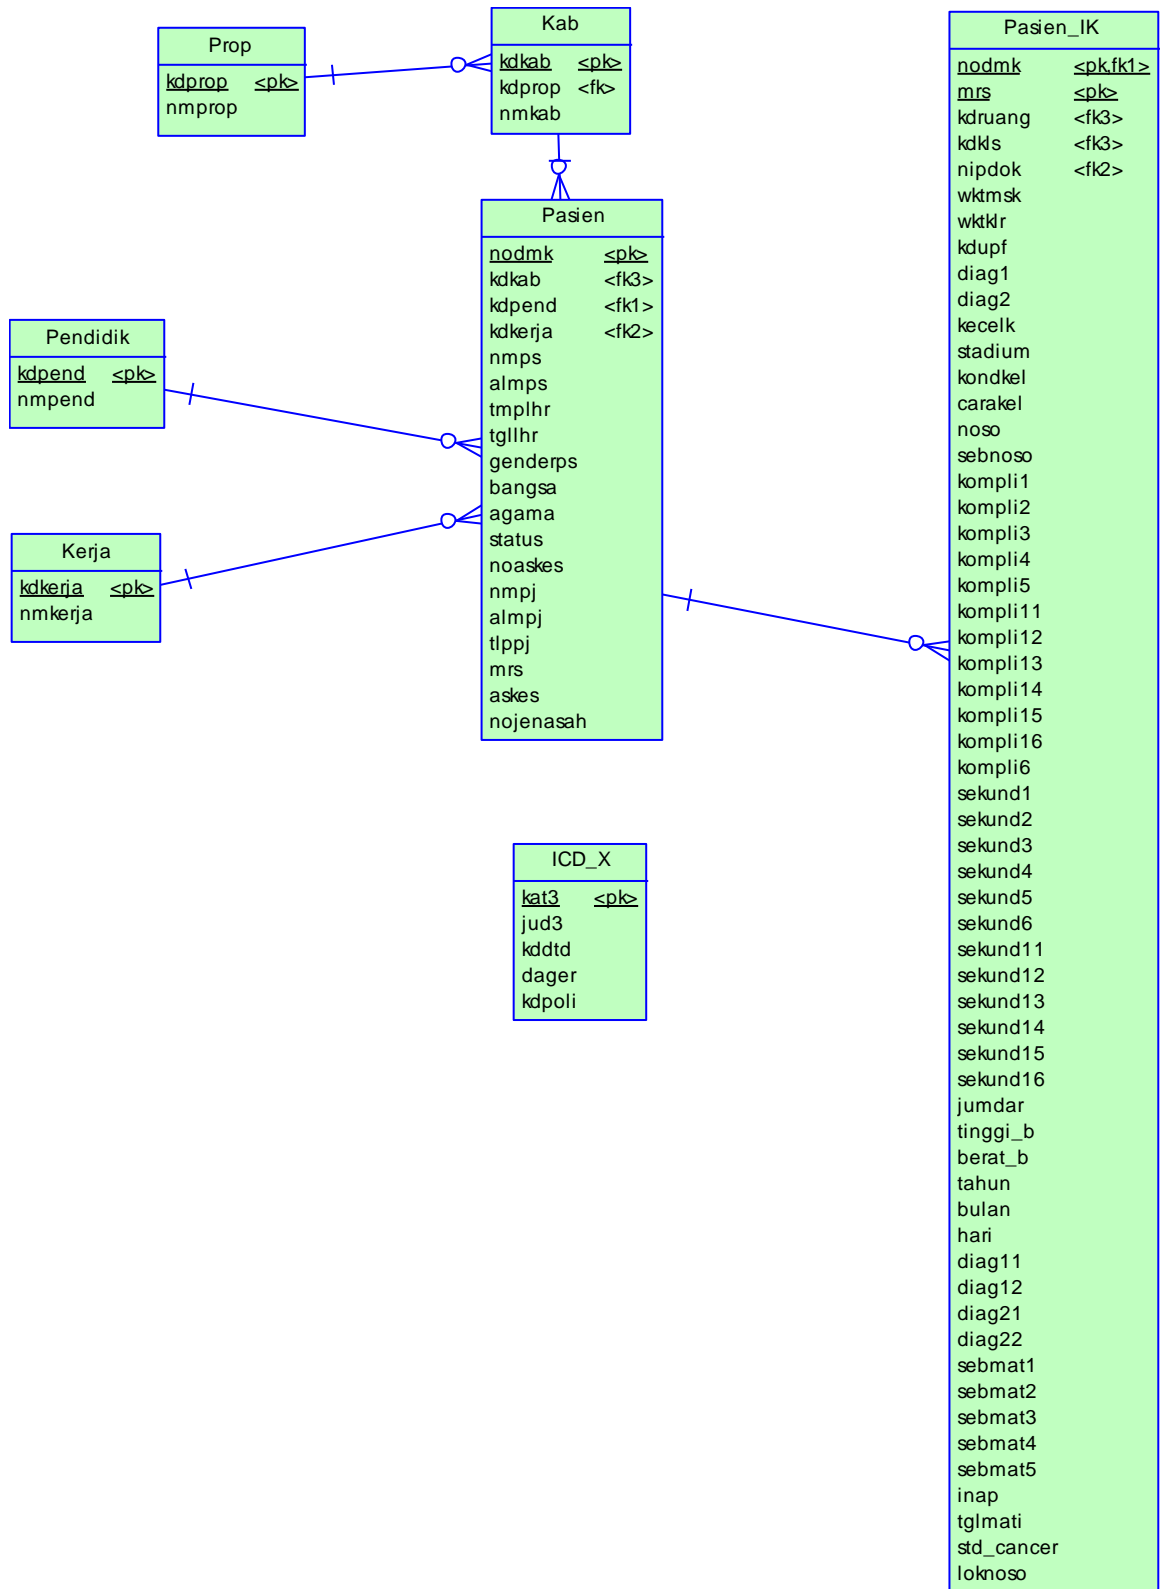 Prop
kdprop <pk>
nmprop
Kab
kdkab <pk>
kdprop <fk>
nmkab
Pasien
nodmk <pk>
kdkab <fk3>
kdpend <fk1>
kdkerja <fk2>
nmps
almps
tmplhr
tgllhr
genderps
bangsa
agama
status
noaskes
nmpj
almpj
tlppj
mrs
askes
nojenasah
Pendidik
kdpend <pk>
nmpend
Kerja
kdkerja <pk>
nmkerja
ICD_X
kat3 <pk>
jud3
kddtd
dager
kdpoli
Pasien_IK
nodmk <pk,fk1>
mrs <pk>
kdruang <fk3>
kdkls <fk3>
nipdok <fk2>
wktmsk
wktklr
kdupf
diag1
diag2
kecelk
stadium
kondkel
carakel
noso
sebnoso
kompli1
kompli2
kompli3
kompli4
kompli5
kompli11
kompli12
kompli13
kompli14
kompli15
kompli16
kompli6
sekund1
sekund2
sekund3
sekund4
sekund5
sekund6
sekund11
sekund12
sekund13
sekund14
sekund15
sekund16
jumdar
tinggi_b
berat_b
tahun
bulan
hari
diag11
diag12
diag21
diag22
sebmat1
sebmat2
sebmat3
sebmat4
sebmat5
inap
tglmati
std_cancer
loknoso